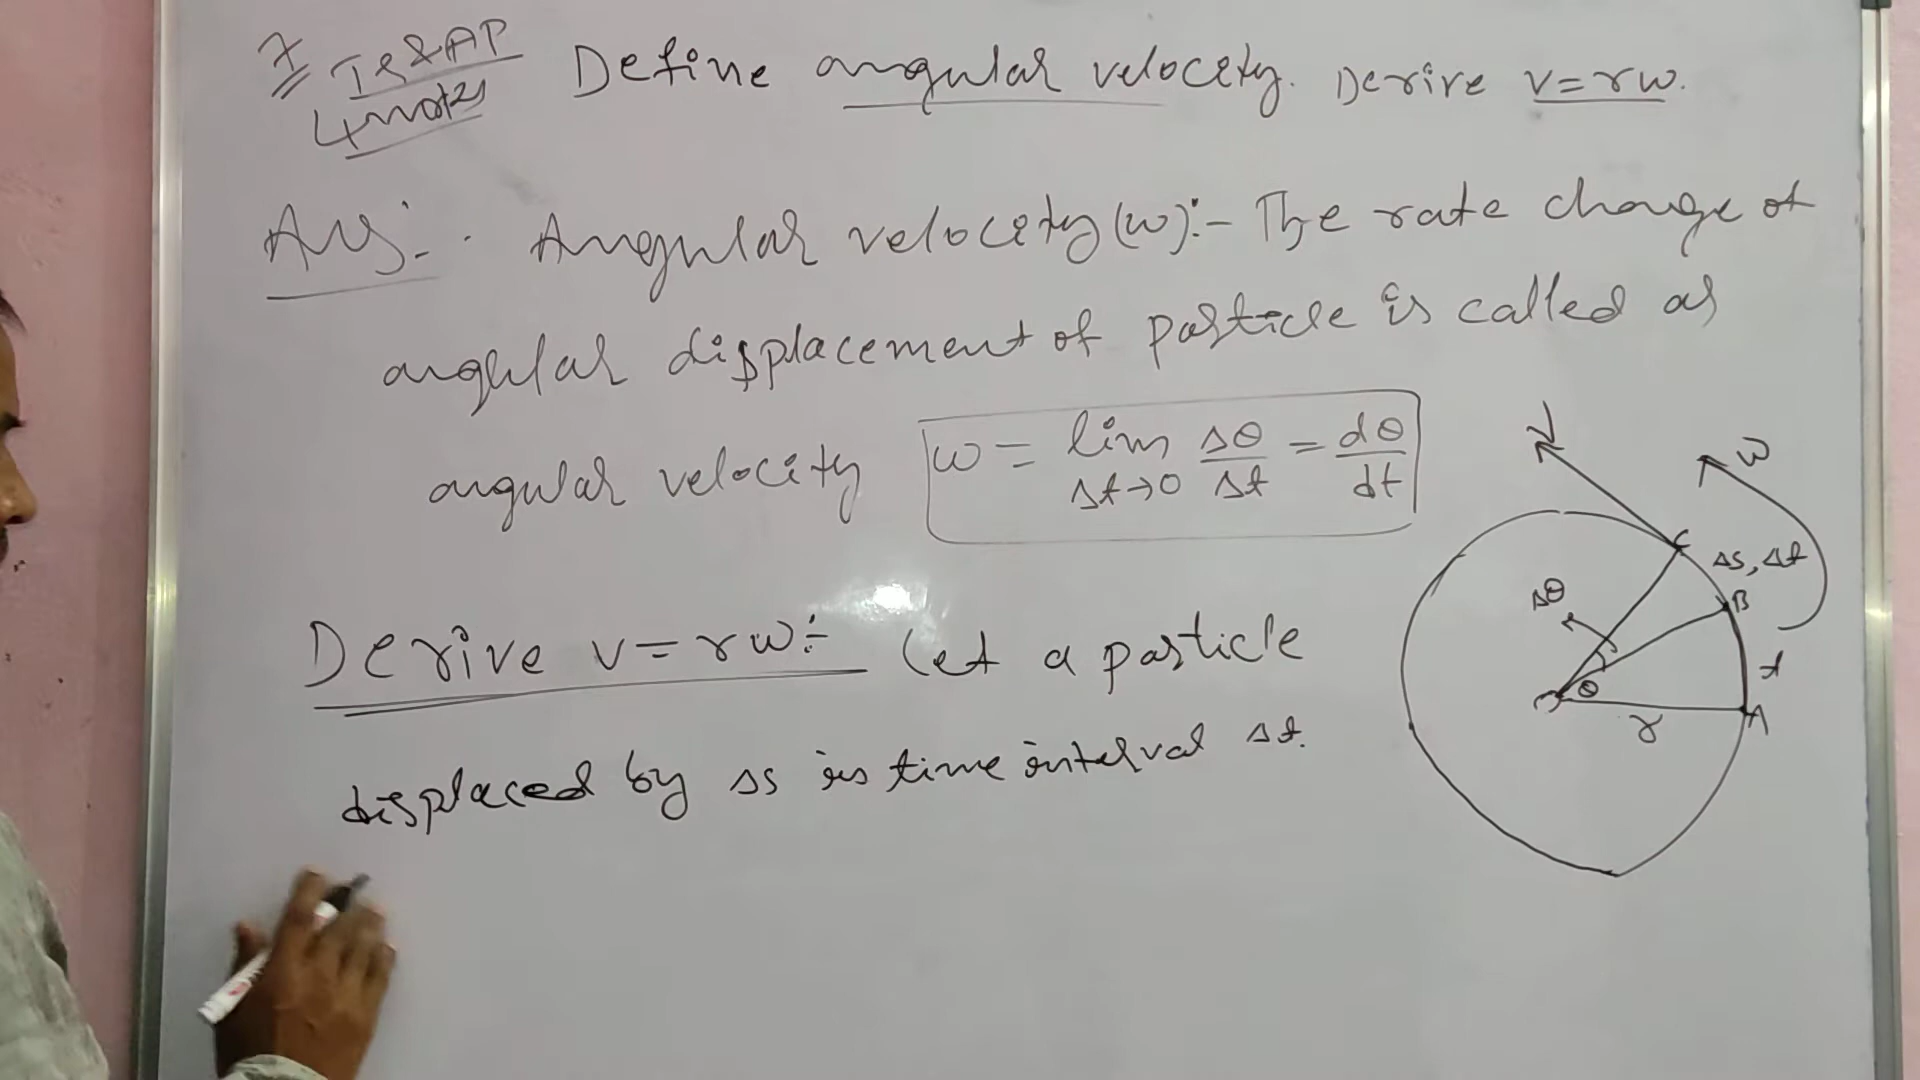 7 TS & AP Define angular velocity. Derive v=rω.
4 marks
Ans:- Angular velocity (ω):- The rate change of
angular displacement of particle is called as
angular velocity ω = lim Δt→0 Δθ/Δt = dθ/dt
V
ω
C
Δs, Δt
Δθ
B
t
θ
A
r
Derive v=rω:- Let a particle
displaced by Δs in time interval Δt.